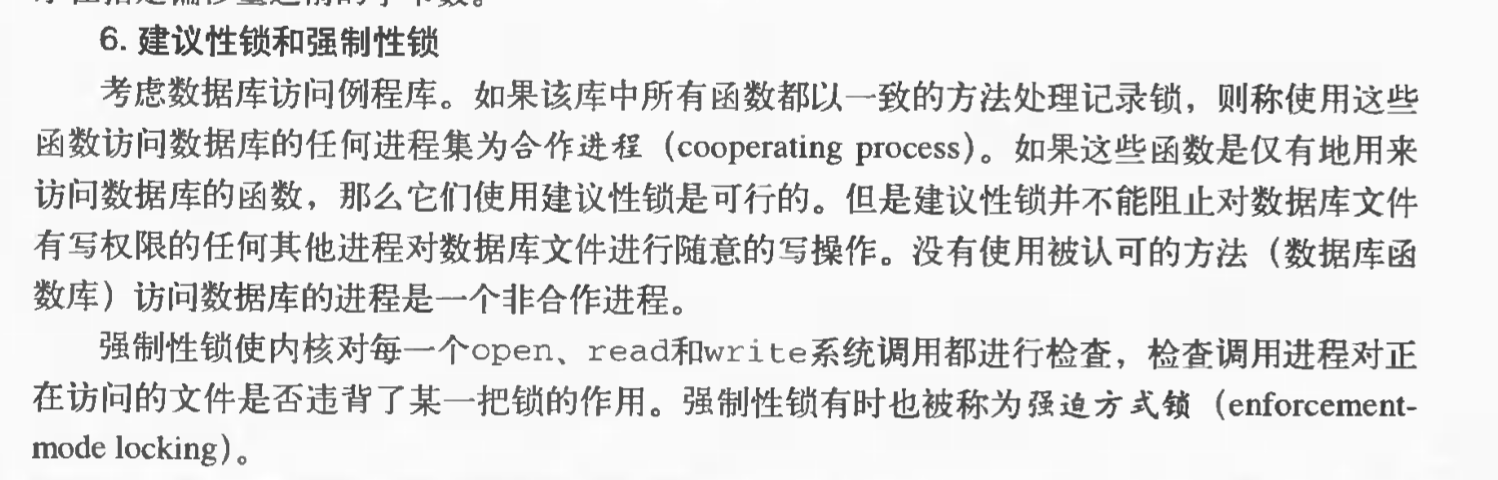 6. 建议性锁和强制性锁
考虑数据库访问例程库。如果该库中所有函数都以一致的方法处理记录锁，则称使用这些
函数访问数据库的任何进程集为合作进程（cooperating process）。如果这些函数是仅有地用来
访问数据库的函数，那么它们使用建议性锁是可行的。但是建议性锁并不能阻止对数据库文件
有写权限的任何其他进程对数据库文件进行随意的写操作。没有使用被认可的方法（数据库函
数库）访问数据库的进程是一个非合作进程。
强制性锁使内核对每一个open、read和write系统调用都进行检查，检查调用进程对正
在访问的文件是否违背了某一把锁的作用。强制性锁有时也被称为强迫方式锁（enforcement-
mode locking）。